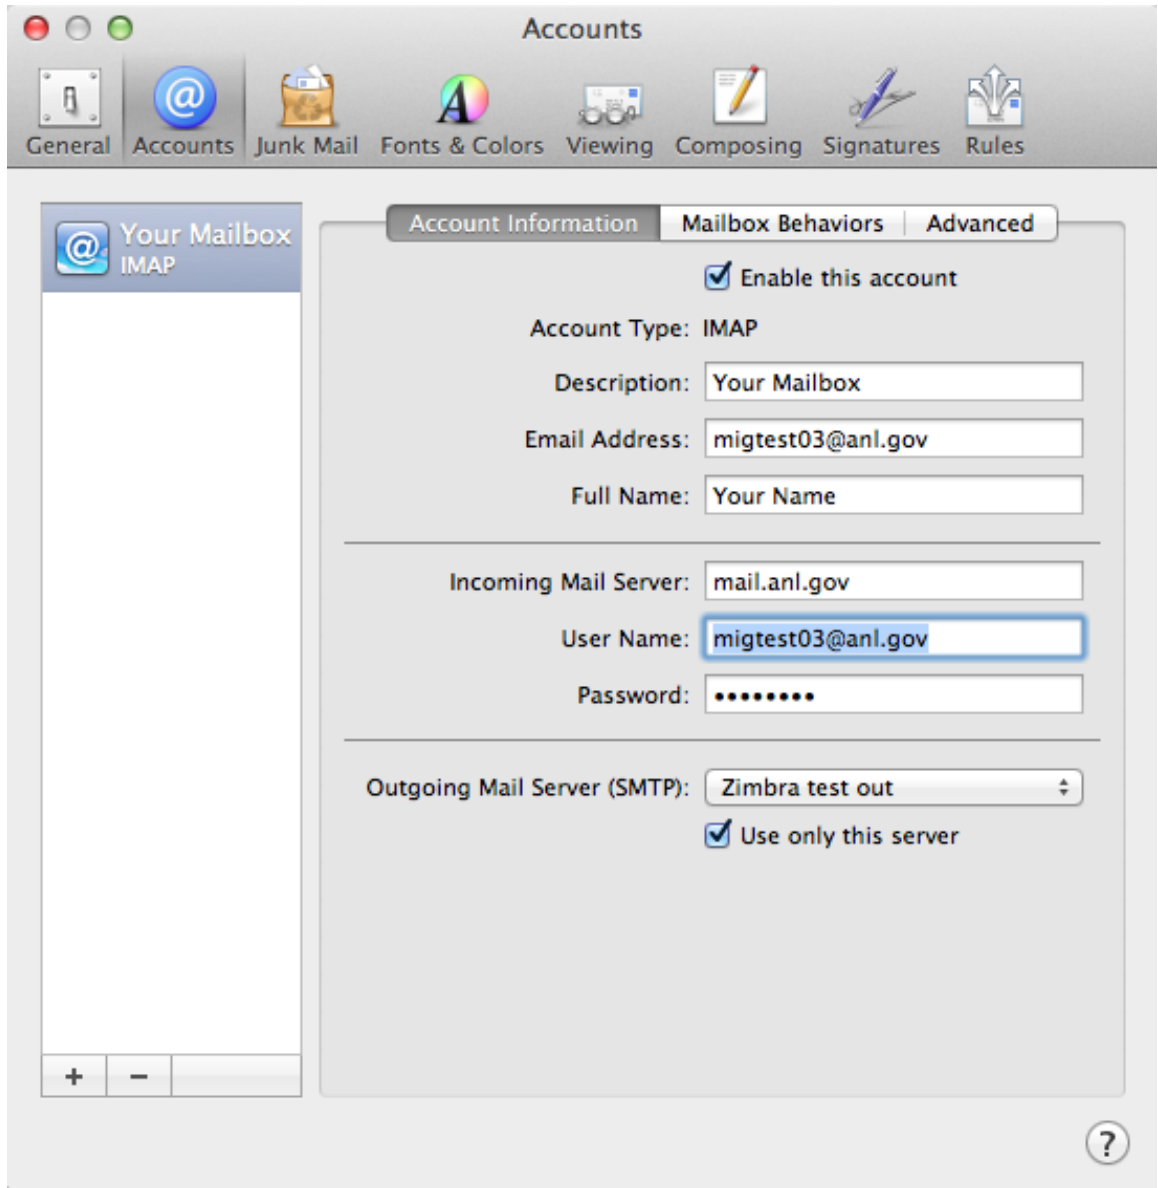 Accounts
General Accounts Junk Mail Fonts & Colors Viewing Composing Signatures Rules
Your Mailbox
IMAP
Account Information Mailbox Behaviors Advanced
Enable this account
Account Type: IMAP
Description: Your Mailbox
Email Address: migtest03@anl.gov
Full Name: Your Name
Incoming Mail Server: mail.anl.gov
User Name: migtest03@anl.gov
Password: ••••••••
Outgoing Mail Server (SMTP): Zimbra test out
Use only this server
+ −
?